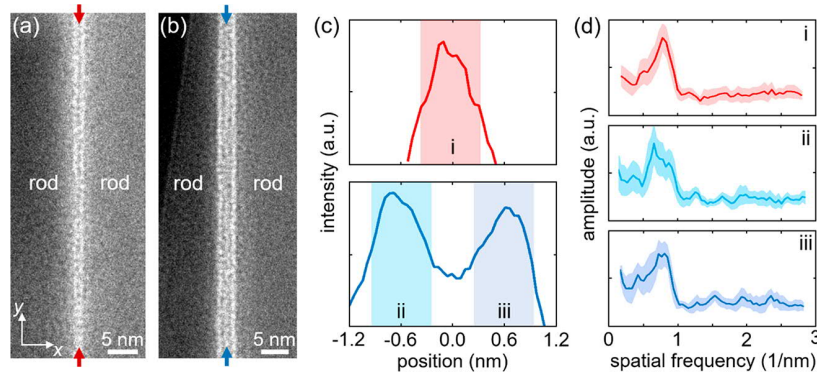 (a)
rod
rod
y
x
5 nm
(b)
rod
rod
5 nm
(c)
intensity (a.u.)
i
ii
iii
-1.2 -0.6 0.0 0.6 1.2
position (nm)
(d)
amplitude (a.u.)
i
ii
iii
0 1 2 3
spatial frequency (1/nm)